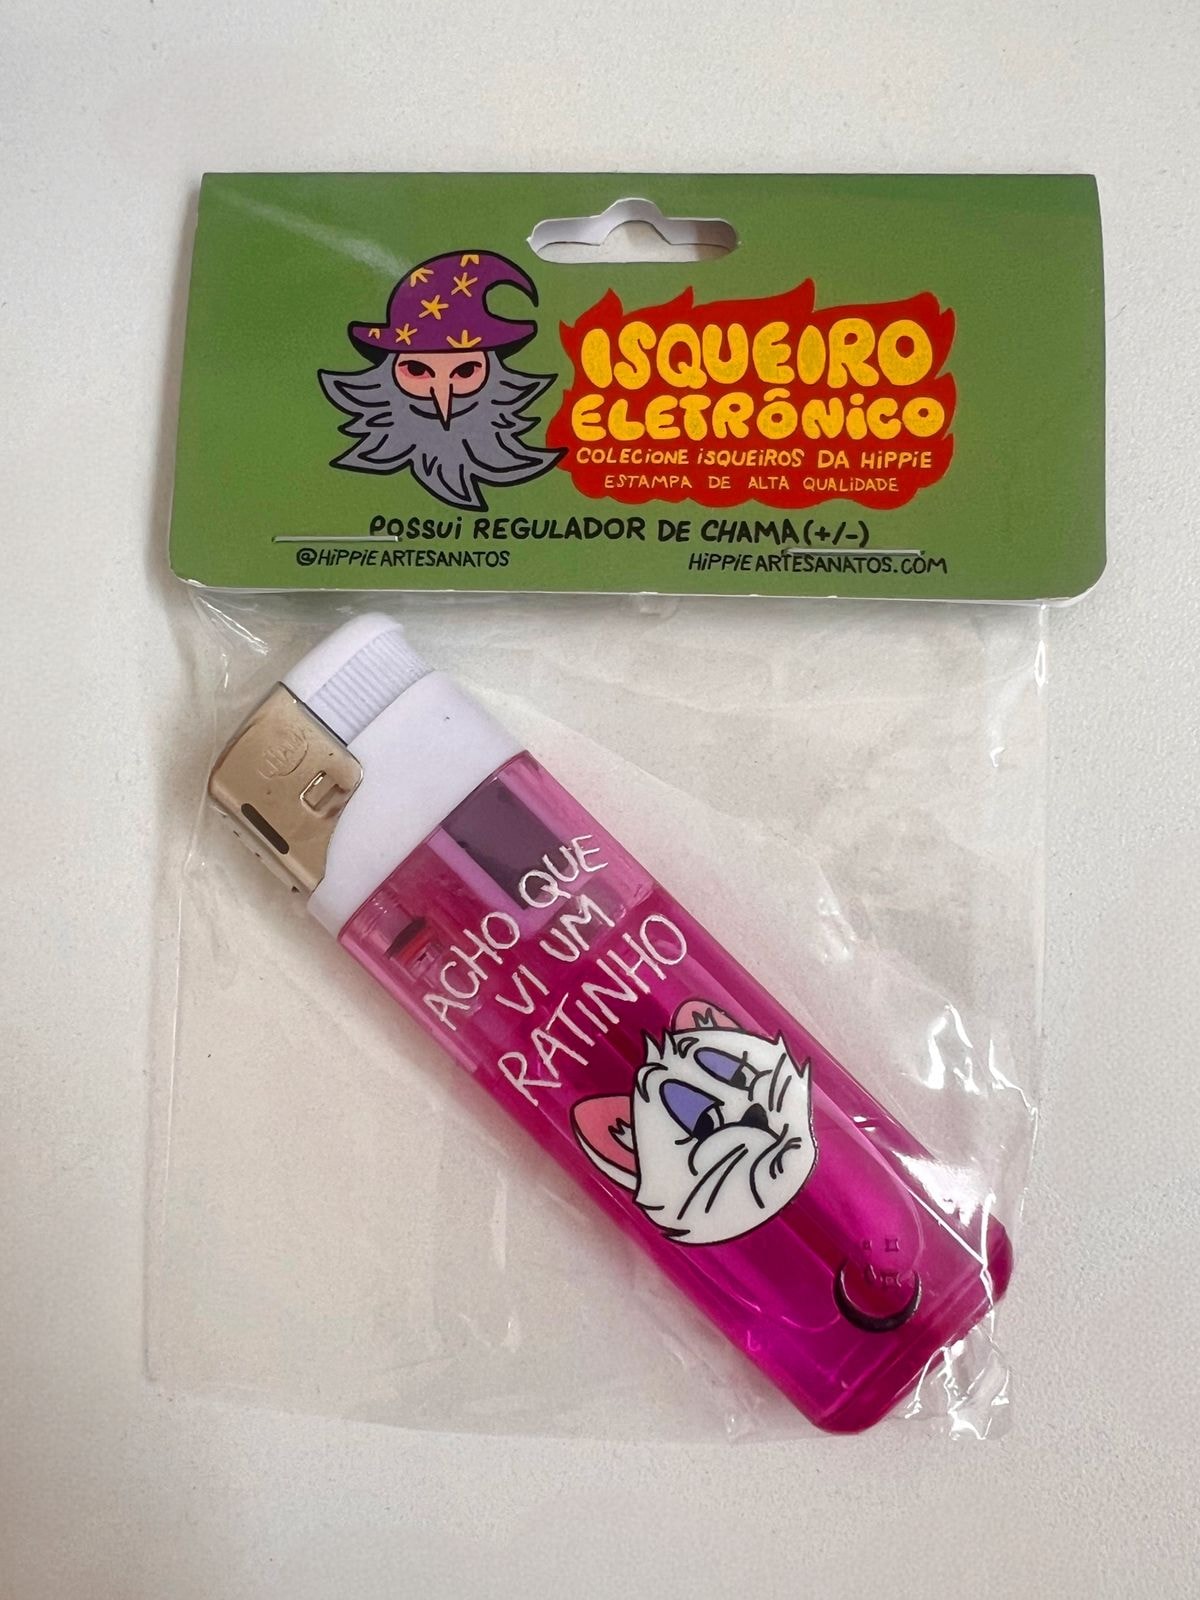 ISQUEIRO
ELETRÔNICO
COLECIONE ISQUEIROS DA HIPPIE
ESTAMPA DE ALTA QUALIDADE
POSSUI REGULADOR DE CHAMA (+/-)
@HIPPIEARTESANATOS
HIPPIEARTESANATOS.COM
ACHO QUE
VI UM
RATINHO